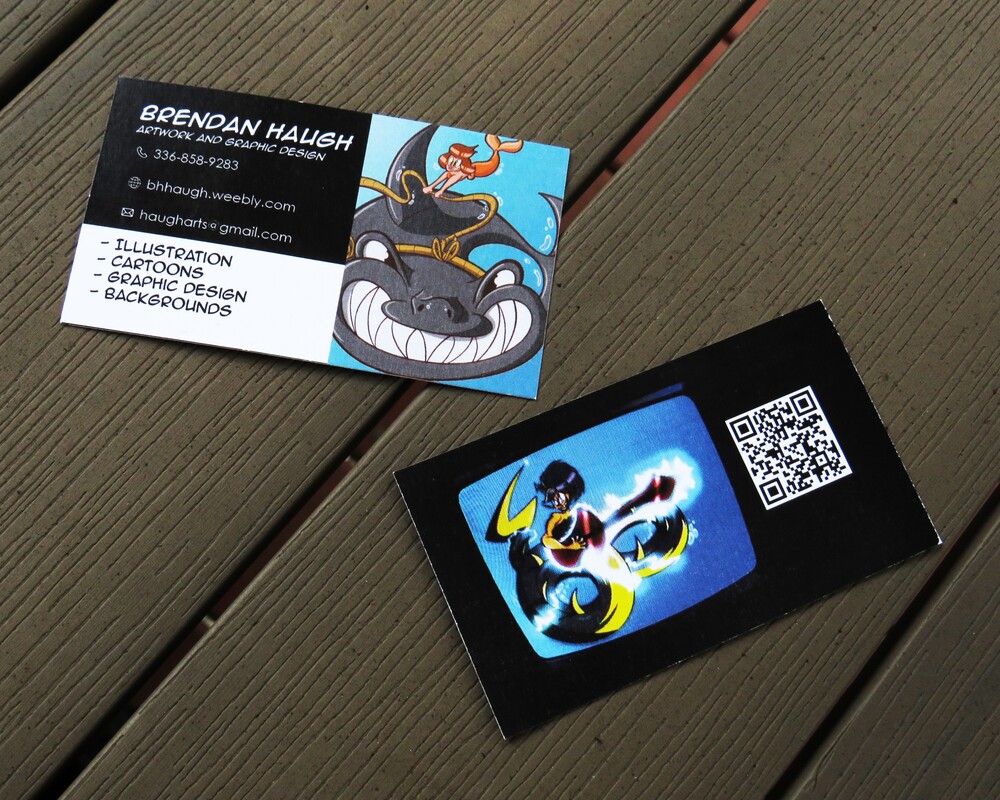 BRENDAN HAUGH
ARTWORK AND GRAPHIC DESIGN
336-858-9283
bhhaugh.weebly.com
haugharts@gmail.com
- ILLUSTRATION
- CARTOONS
- GRAPHIC DESIGN
- BACKGROUNDS